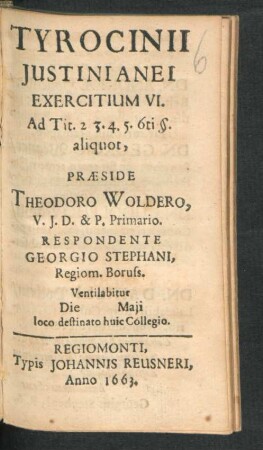 6
TYROCINII
JUSTINIANEI
EXERCITIUM VI.
Ad Tit. 2 3. 4. 5. 6ti §.
aliquot,
PRÆSIDE
THEODORO WOLDERO,
V. J. D. & P. Primario.
RESPONDENTE
GEORGIO STEPHANI,
Regiom. Boruss.
Ventilabitur
Die Maji
loco destinato huic Collegio.
REGIOMONTI,
Typis JOHANNIS REUSNERI,
Anno 1663.